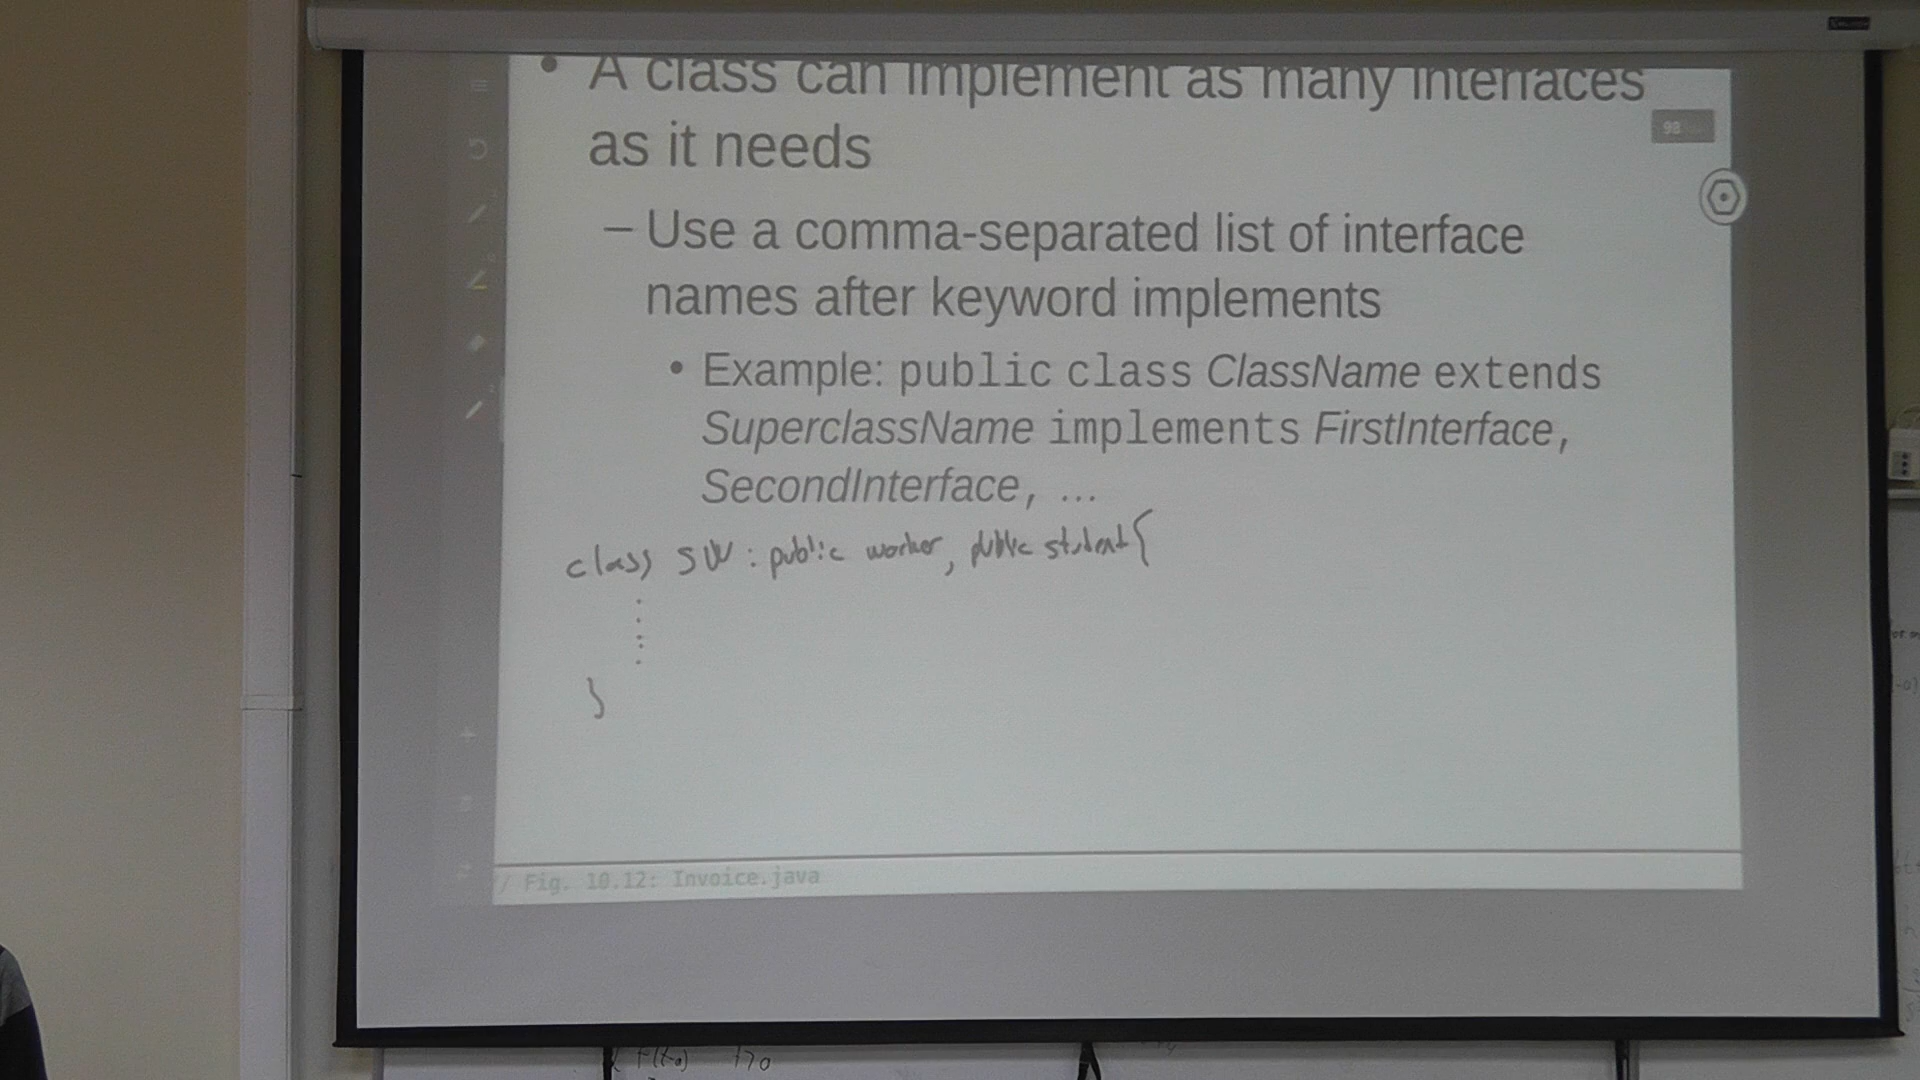 • A class can implement as many interfaces
as it needs
98
– Use a comma-separated list of interface
names after keyword implements
• Example: public class ClassName extends
SuperclassName implements FirstInterface,
SecondInterface, ...
class SW : public worker, public student{
}
/ Fig. 10.12: Invoice.java